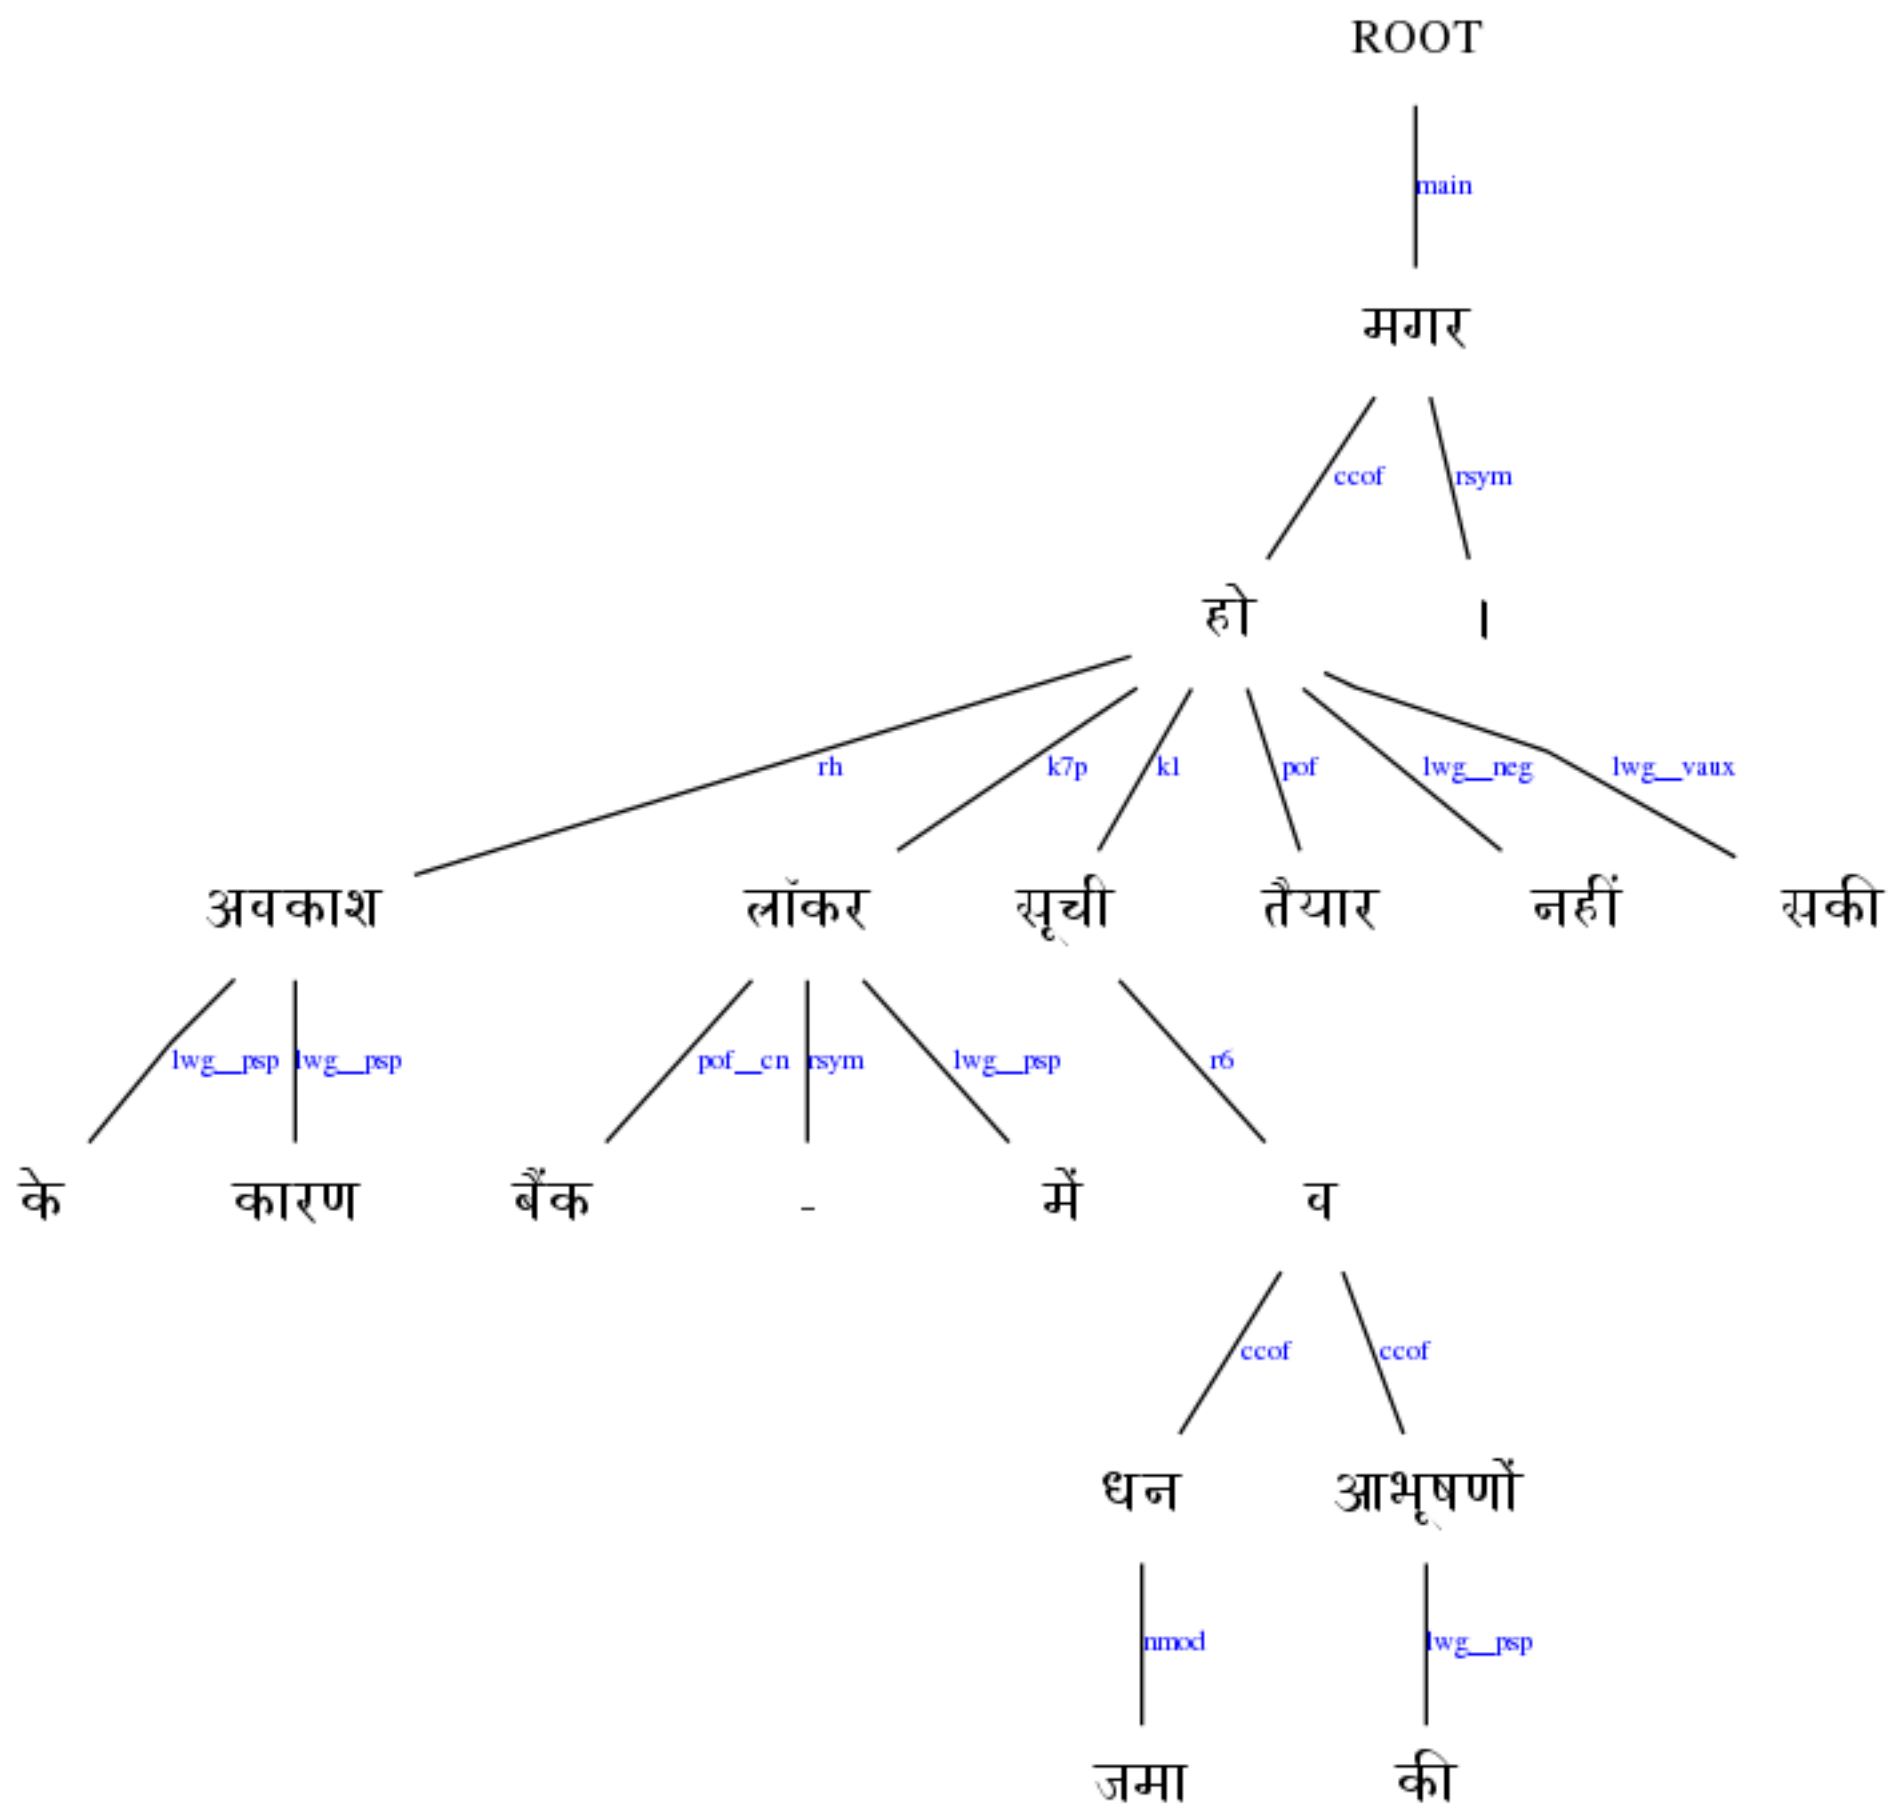 ROOT
main
मगर
ccof rsym
हो ।
rh k7p k1 pof lwg__neg lwg__vaux
अवकाश लॉकर सूची तैयार नहीं सकी
lwg__psp lwg__psp pof__cn rsym lwg__psp r6
के कारण बैंक - में व
ccof ccof
धन आभूषणों
nmod lwg__psp
जमा की